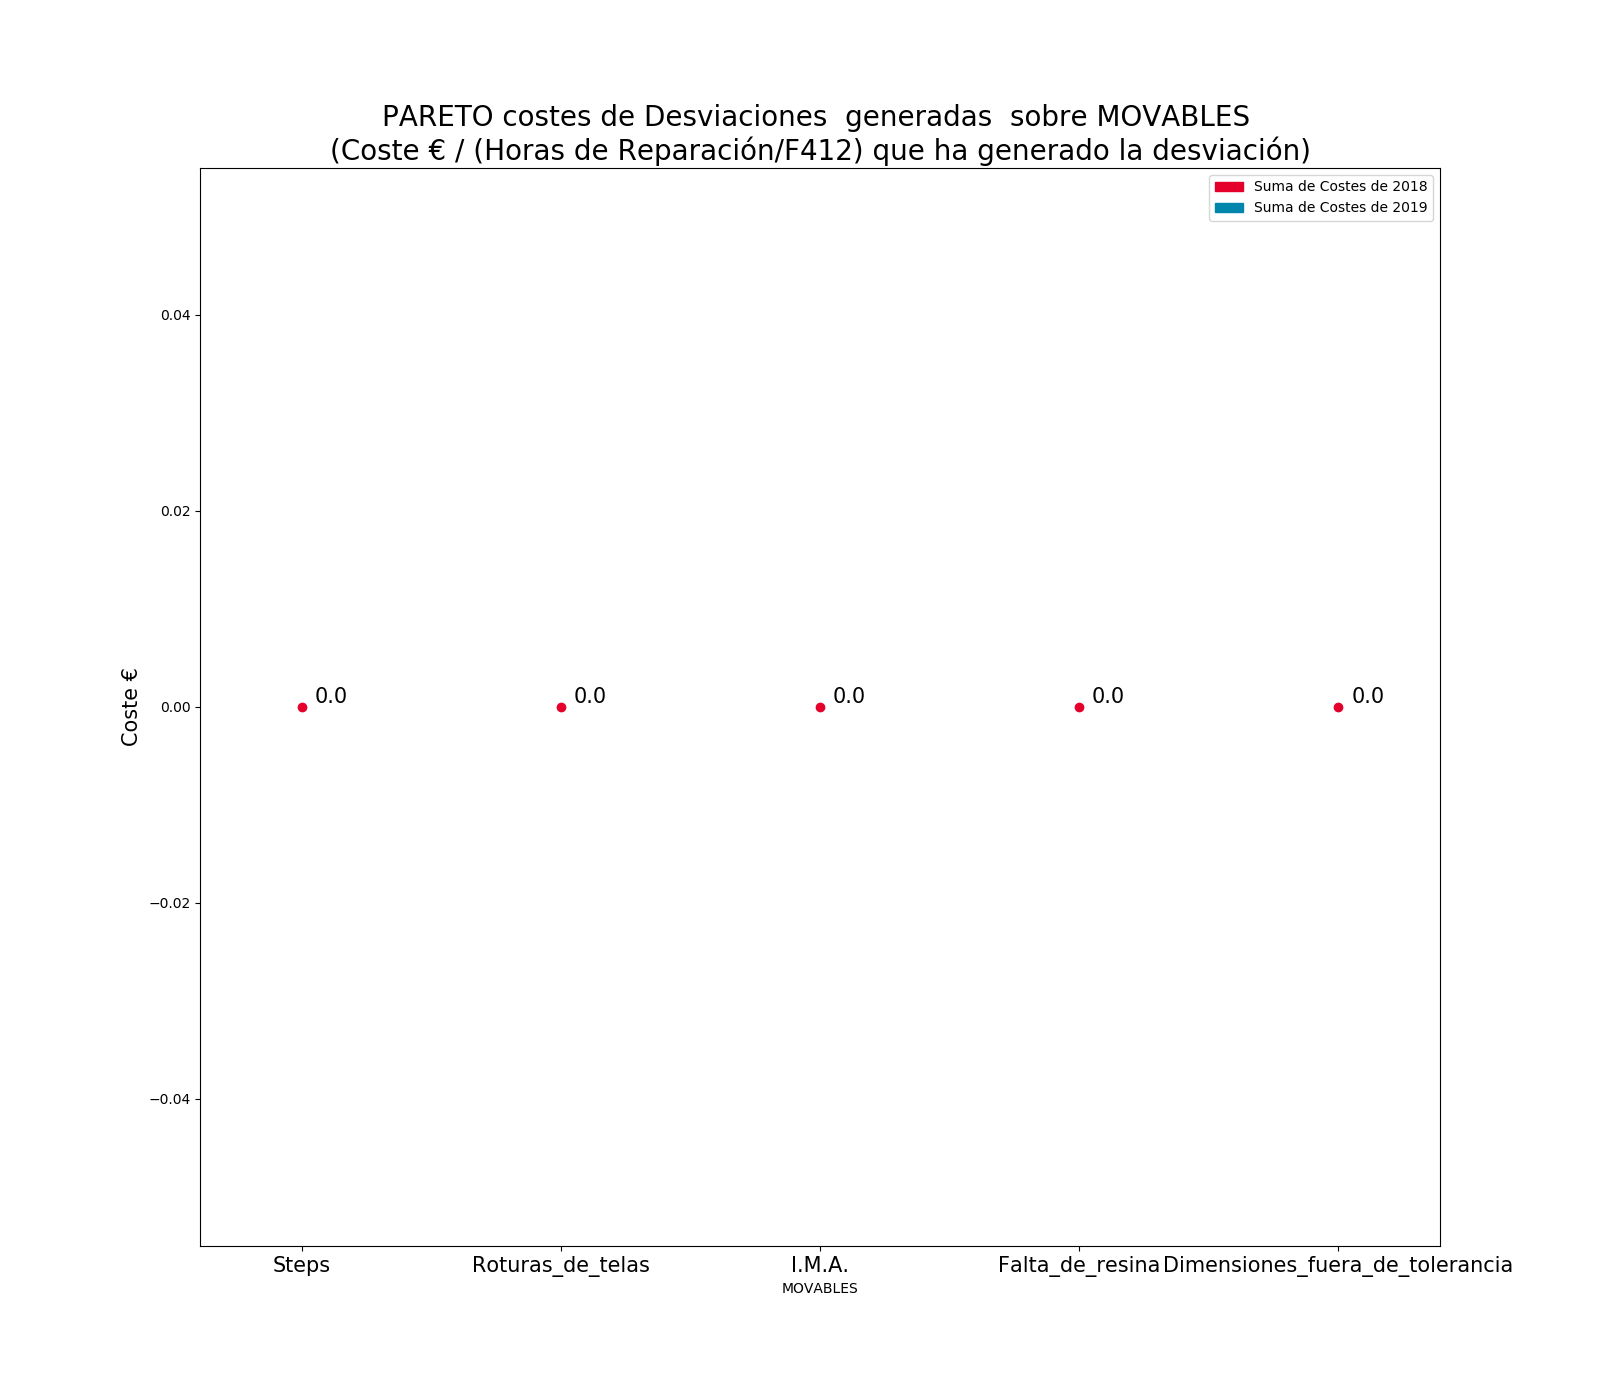 PARETO costes de Desviaciones  generadas  sobre MOVABLES
(Coste € / (Horas de Reparación/F412) que ha generado la desviación)
Suma de Costes de 2018
Suma de Costes de 2019
0.04
0.02
0.00
−0.02
−0.04
Coste €
0.0 0.0 0.0 0.0 0.0
Steps Roturas_de_telas I.M.A. Falta_de_resina Dimensiones_fuera_de_tolerancia
MOVABLES